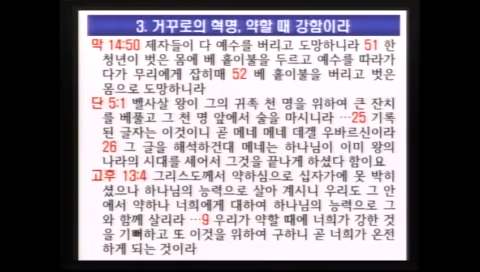 3. 거꾸로의 혁명, 약할 때 강함이라
막 14:50 제자들이 다 예수를 버리고 도망하니라 51 한
청년이 벗은 몸에 베 홑이불을 두르고 예수를 따라가
다가 무리에게 잡히매 52 베 홑이불을 버리고 벗은
몸으로 도망하니라
단 5:1 벨사살 왕이 그의 귀족 천 명을 위하여 큰 잔치
를 베풀고 그 천 명 앞에서 술을 마시니라 …25 기록
된 글자는 이것이니 곧 메네 메네 데겔 우바르신이라
26 그 글을 해석하건대 메네는 하나님이 이미 왕의
나라의 시대를 세어서 그것을 끝나게 하셨다 함이요
고후 13:4 그리스도께서 약하심으로 십자가에 못 박히
셨으나 하나님의 능력으로 살아 계시니 우리도 그 안
에서 약하나 너희에게 대하여 하나님의 능력으로 그
와 함께 살리라 …9 우리가 약할 때에 너희가 강한 것
을 기뻐하고 또 이것을 위하여 구하니 곧 너희가 온전
하게 되는 것이라